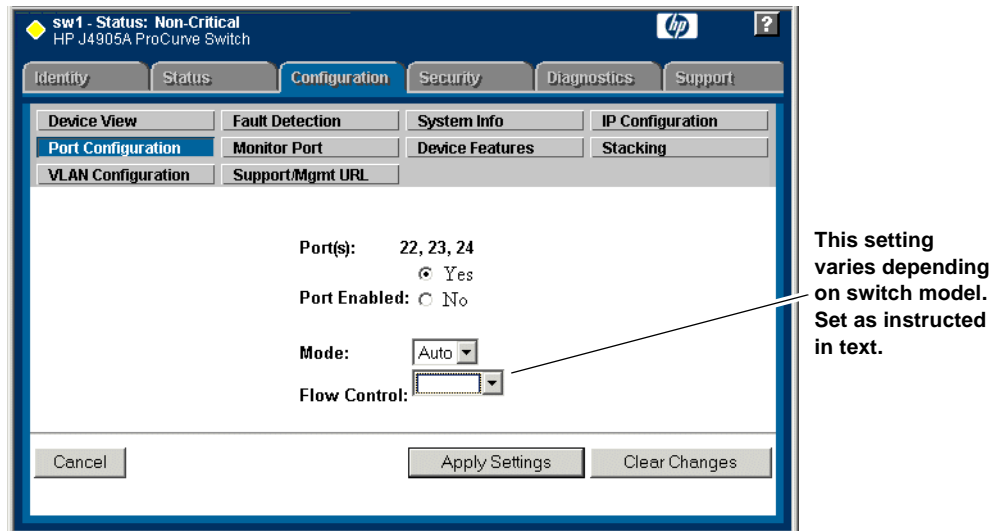 sw1 - Status: Non-Critical
HP J4905A ProCurve Switch
hp
?
Identity Status Configuration Security Diagnostics Support
Device View Fault Detection System Info IP Configuration
Port Configuration Monitor Port Device Features Stacking
VLAN Configuration Support/Mgmt URL
Port(s): 22, 23, 24
Yes
Port Enabled: No
Mode: Auto
Flow Control:
This setting
varies depending
on switch model.
Set as instructed
in text.
Cancel Apply Settings Clear Changes